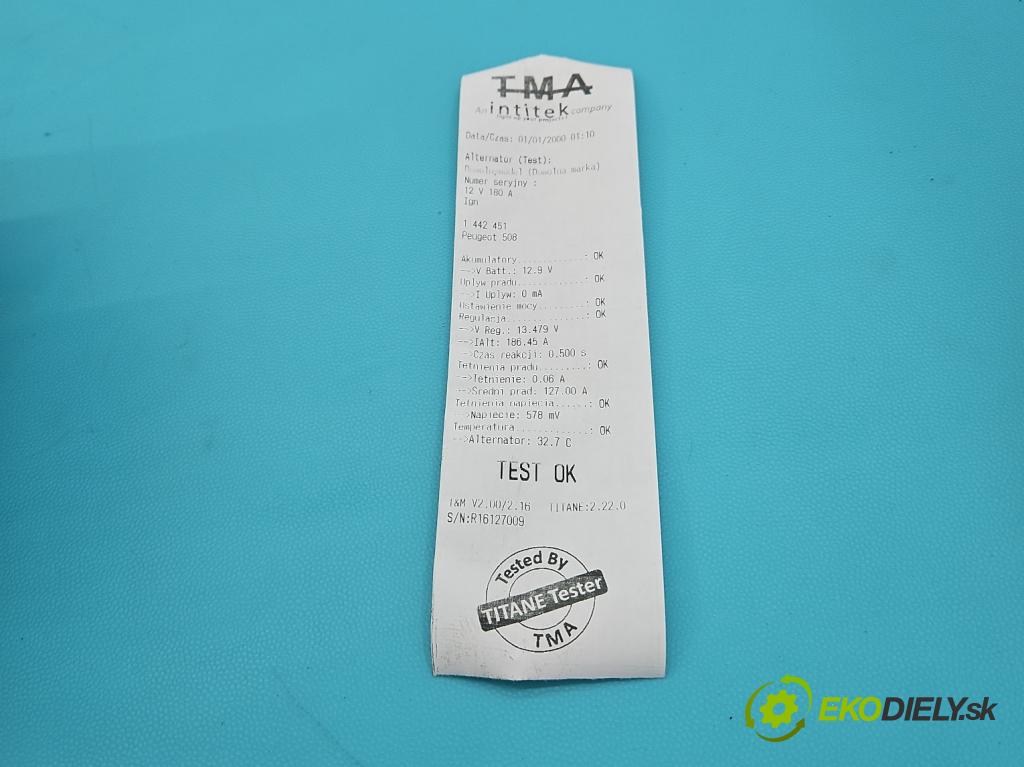 TMA
An intitek company
Data/Czas: 01/01/2000 01:10
Alternator (Test):
(Dowolna marka)
Numer seryjny :
12 V 180 A
Ign
1 442 451
Peugeot 508
Akumulatory............: OK
-->V Batt.: 12.9 V
Uplyw pradu............: OK
-->I Uplyw: 0 mA
Ustawienie mocy........: OK
Regulacja..............: OK
-->V Reg.: 13.479 V
-->IAlt: 186.45 A
-->Czas reakcji: 0.500 s
Tetnienia pradu........: OK
-->Tetnienie: 0.06 A
-->Sredni prad: 127.00 A
Tetnienia napiecia.....: OK
-->Napiecie: 578 mV
Temperatura............: OK
-->Alternator: 32.7 C
TEST OK
T&M V2.00/2.16 TITANE:2.22.0
S/N:R16127009
Tested By
TITANE Tester
TMA
EKODIELY.sk